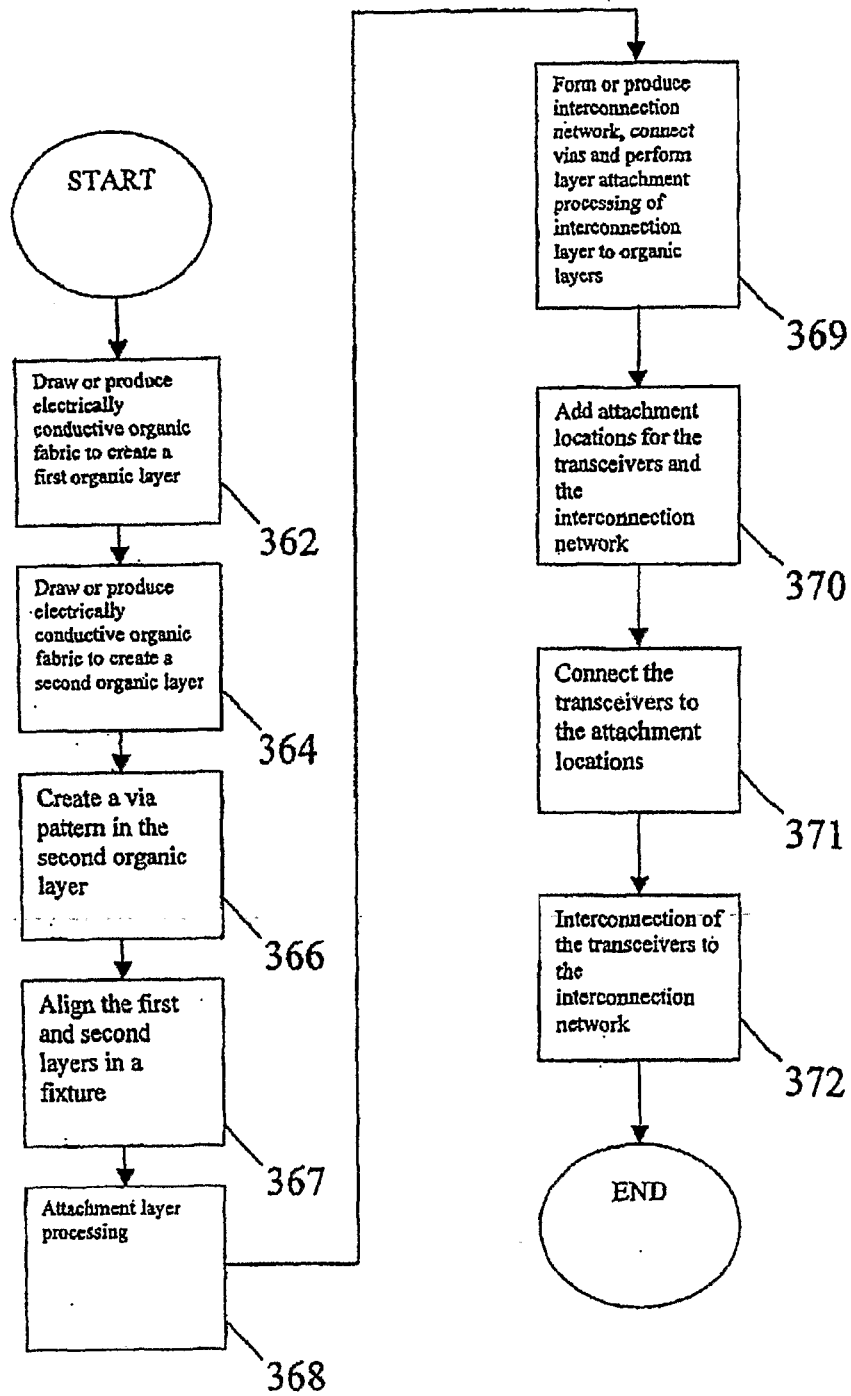 START
Draw or produce
electrically
conductive organic
fabric to create a
first organic layer
362
Draw or produce
electrically
conductive organic
fabric to create a
second organic layer
364
Create a via
pattern in the
second organic
layer
366
Align the first
and second
layers in a
fixture
367
Attachment layer
processing
368
Form or produce
interconnection
network, connect
vias and perform
layer attachment
processing of
interconnection
layer to organic
layers
369
Add attachment
locations for the
transceivers and
the
interconnection
network
370
Connect the
transceivers to
the attachment
locations
371
Interconnection of
the transceivers to
the
interconnection
network
372
END